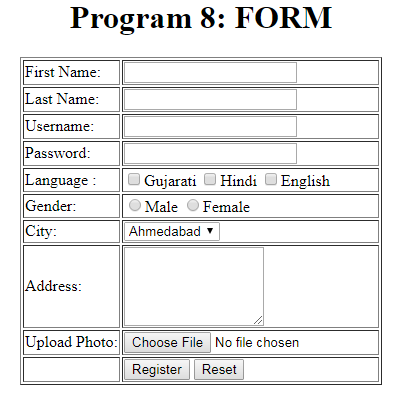 Program 8: FORM
First Name:
Last Name:
Username:
Password:
Language : Gujarati Hindi English
Gender: Male Female
City: Ahmedabad
Address:
Upload Photo: Choose File No file chosen
Register Reset